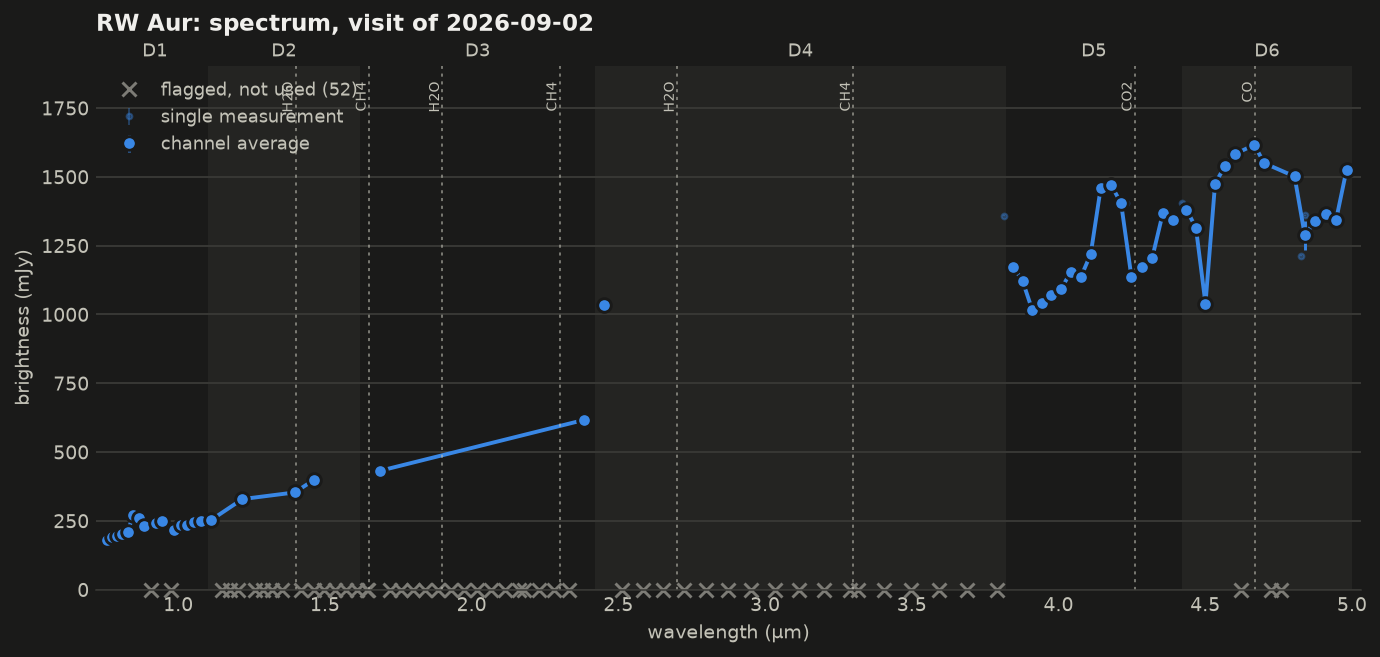 RW Aur: spectrum, visit of 2026-09-02
D1 D2 D3 D4 D5 D6
flagged, not used (52)
single measurement
channel average
H2O CH4 H2O CH4 H2O CH4 CO2 CO
1750
1500
1250
1000
750
500
250
0
brightness (mJy)
1.0 1.5 2.0 2.5 3.0 3.5 4.0 4.5 5.0
wavelength (µm)